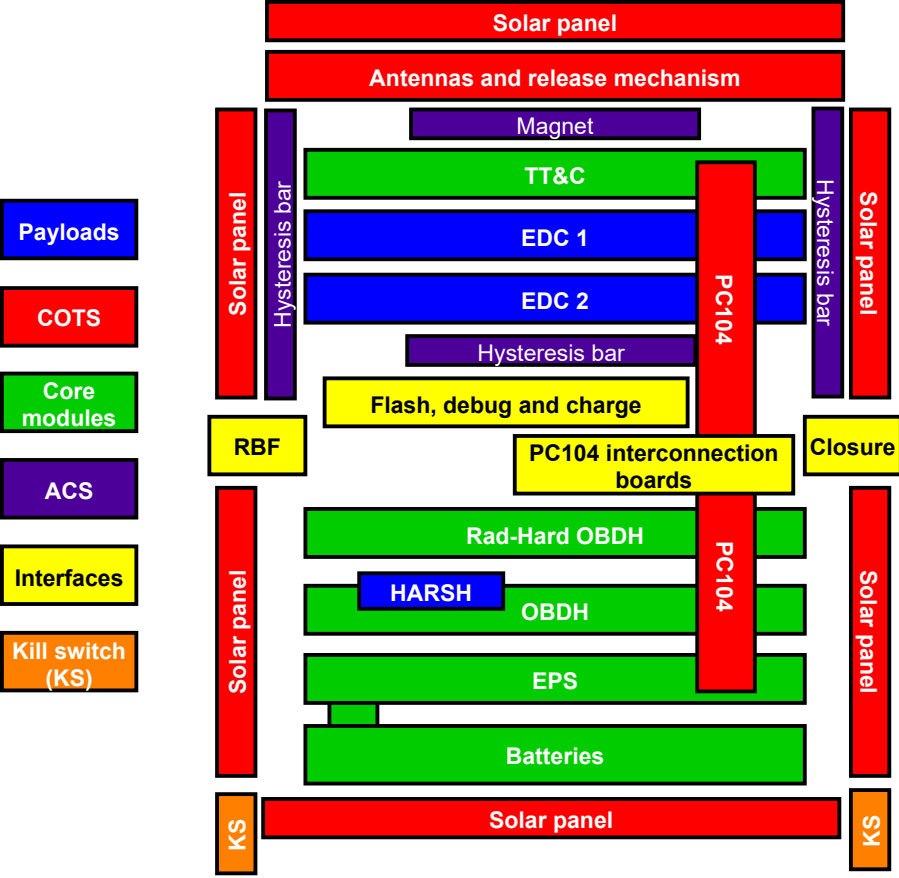 Solar panel
Antennas and release mechanism
Magnet
TT&C
EDC 1
EDC 2
Hysteresis bar
Flash, debug and charge
RBF
PC104 interconnection
boards
Closure
Rad-Hard OBDH
HARSH
OBDH
EPS
Batteries
Solar panel
KS
KS
Solar panel
Hysteresis bar
Hysteresis bar
Solar panel
PC104
PC104
Solar panel
Solar panel
Payloads
COTS
Core
modules
ACS
Interfaces
Kill switch
(KS)